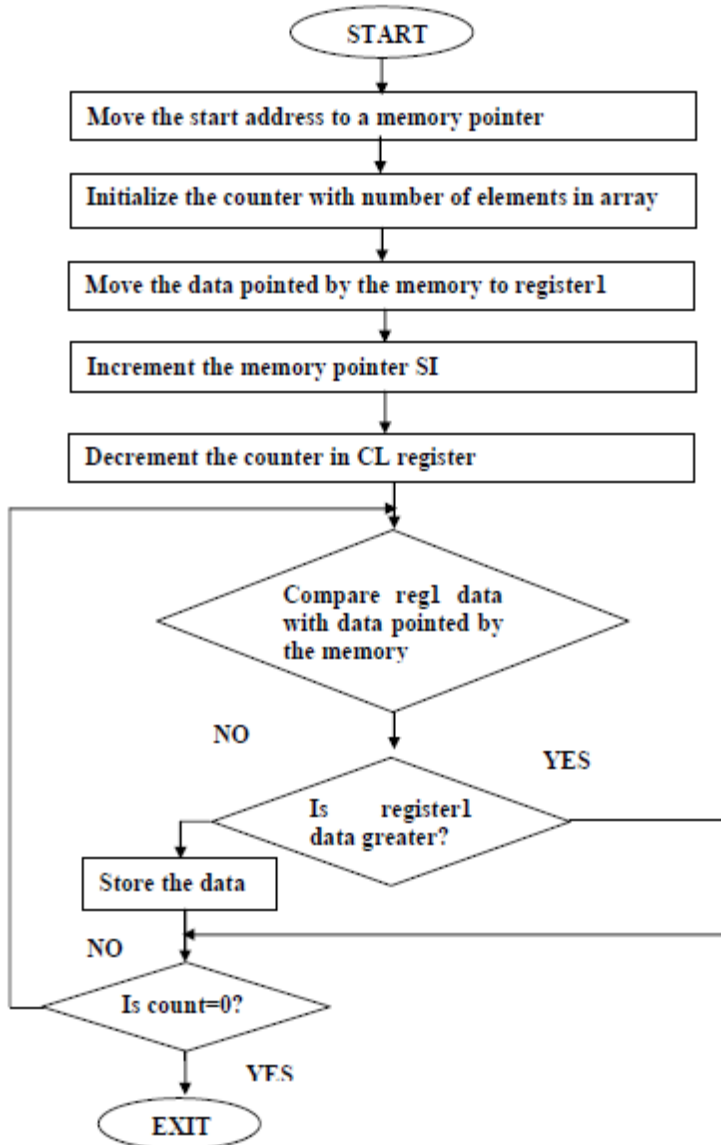 START
Move the start address to a memory pointer
Initialize the counter with number of elements in array
Move the data pointed by the memory to register1
Increment the memory pointer SI
Decrement the counter in CL register
Compare reg1 data
with data pointed by
the memory
NO
YES
Is register1
data greater?
Store the data
NO
Is count=0?
YES
EXIT